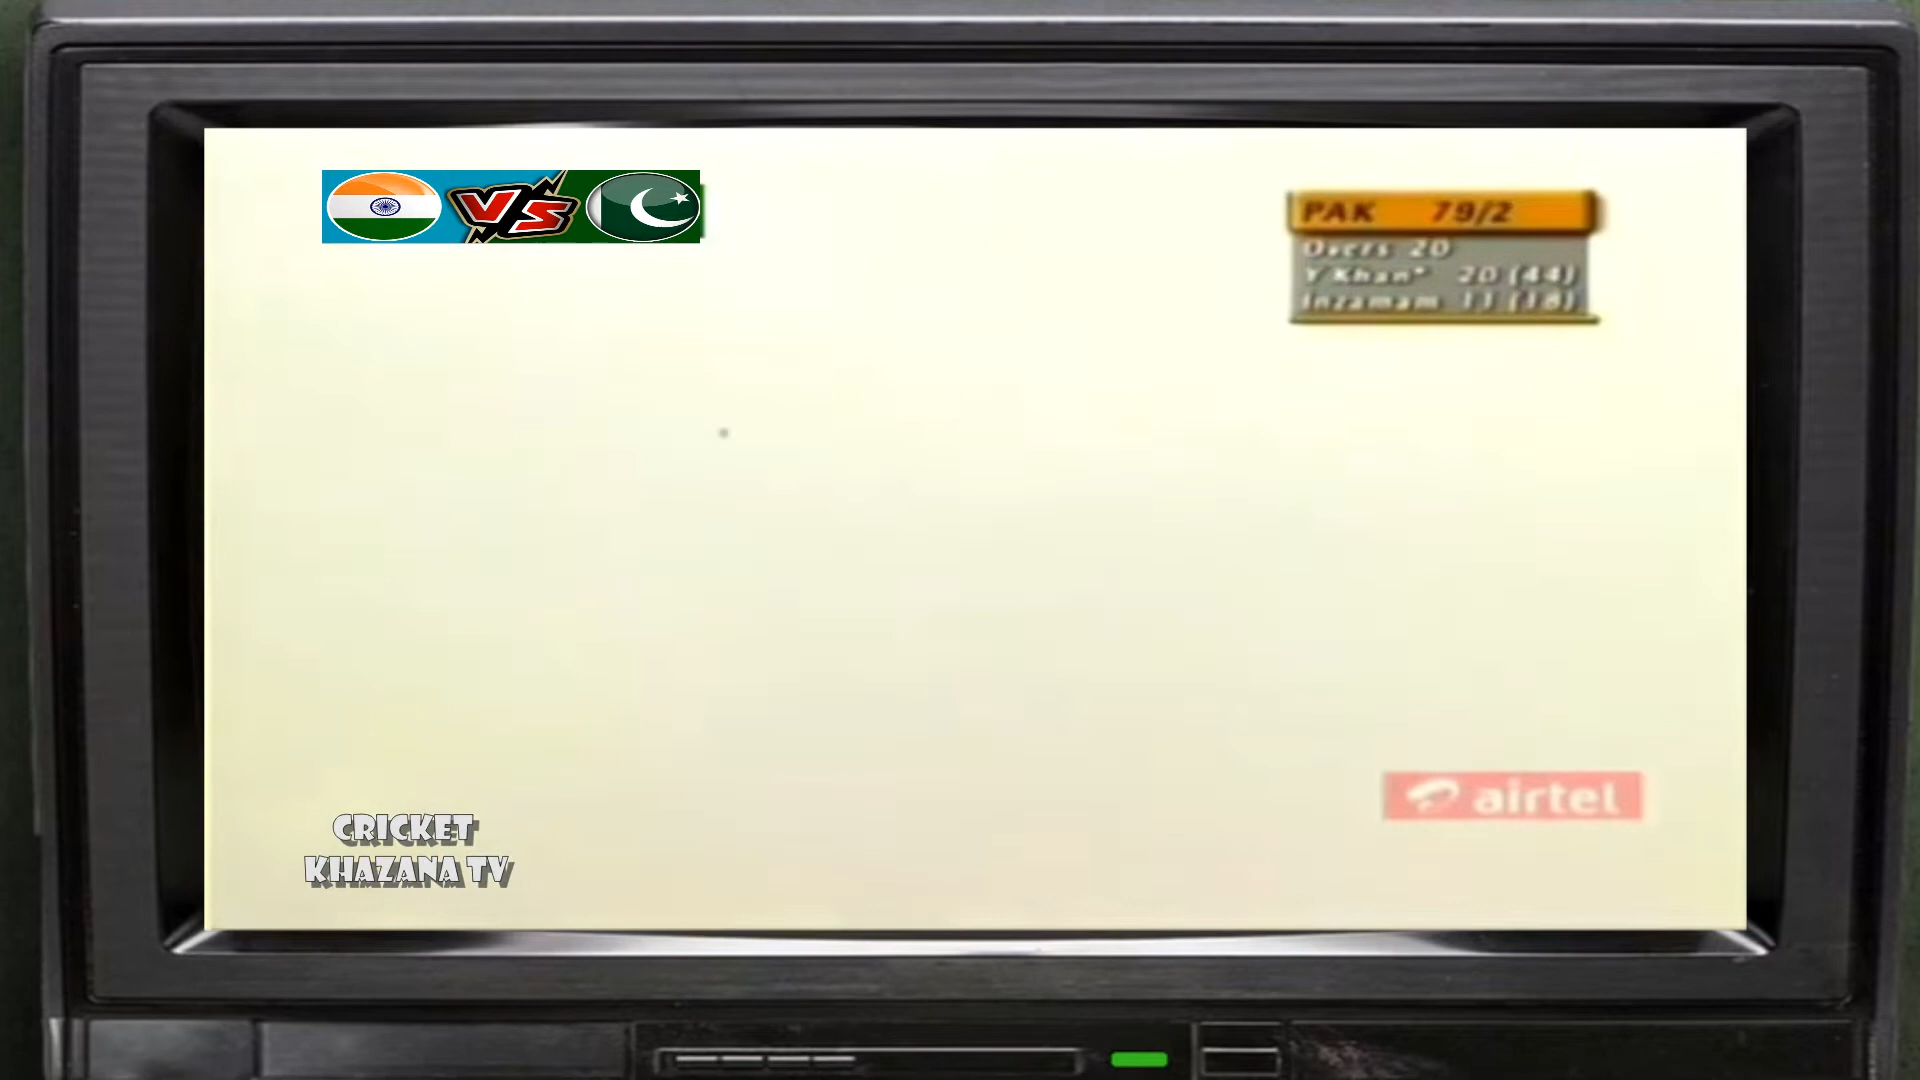 VS
PAK 79/2
Overs 20
Y Khan* 20 (44)
Inzamam 11 (18)
airtel
CRICKET
KHAZANA TV